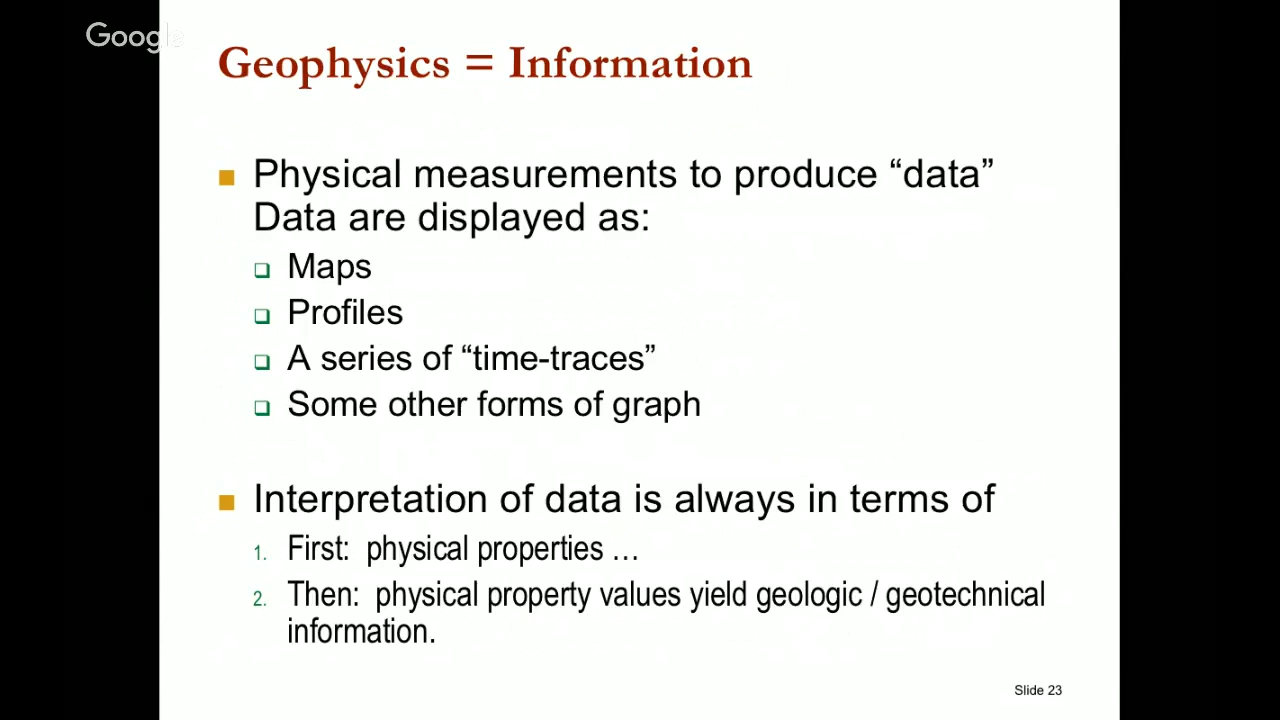 Google
Geophysics = Information
Physical measurements to produce “data”
Data are displayed as:
Maps
Profiles
A series of “time-traces”
Some other forms of graph
Interpretation of data is always in terms of
1. First: physical properties …
2. Then: physical property values yield geologic / geotechnical
information.
Slide 23